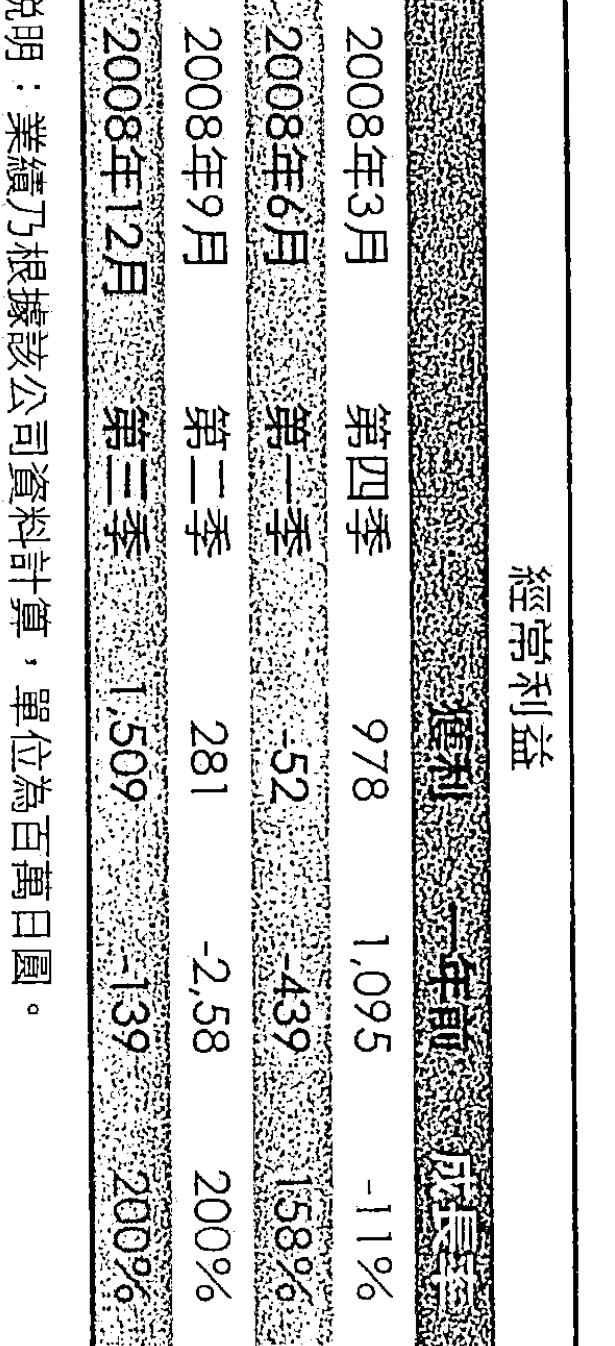 經常利益
獲利 一年前 成長率
2008年3月 第四季 978 1,095 -11%
2008年6月 第一季 -52 -439 158%
2008年9月 第二季 281 -2,58 200%
2008年12月 第三季 1,509 -139 200%
說明：業績乃根據該公司資料計算，單位為百萬日圓。